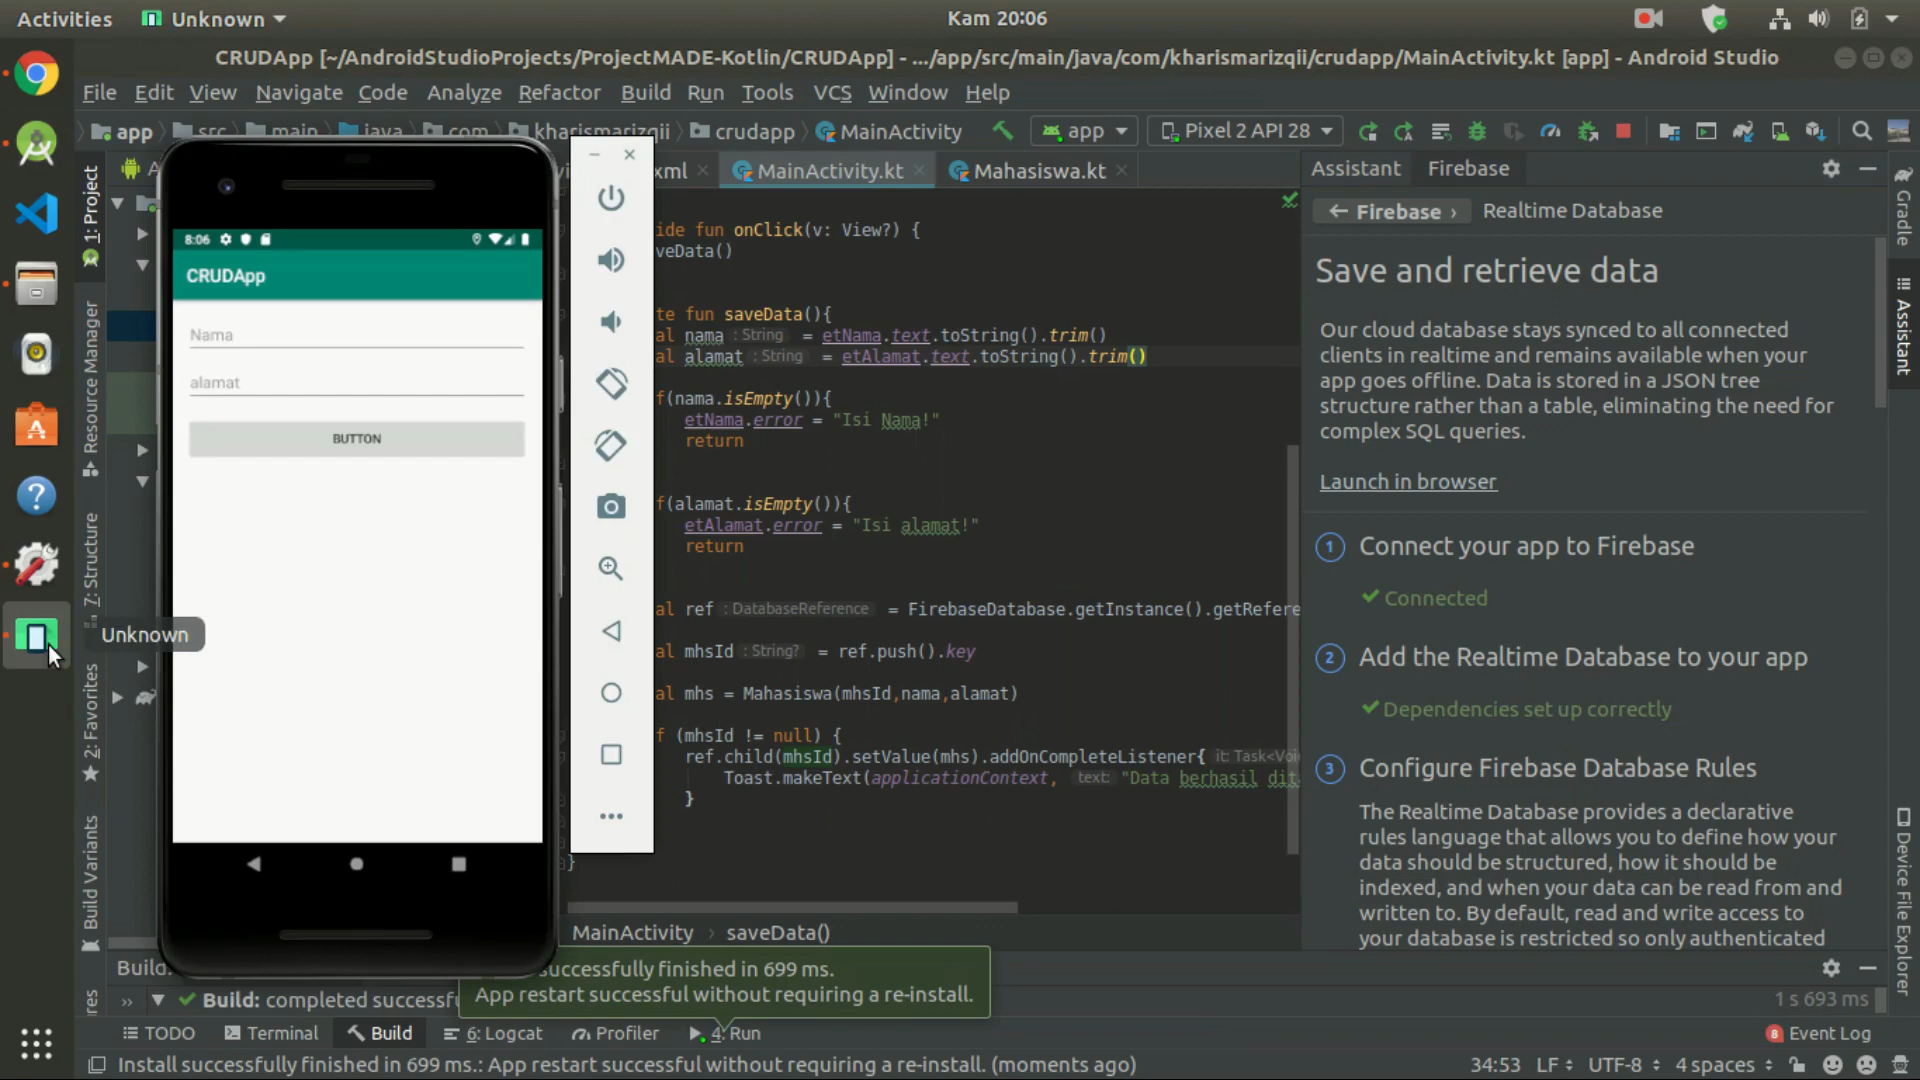 Activities
Unknown
Kam 20:06
CRUDApp [~/AndroidStudioProjects/ProjectMADE-Kotlin/CRUDApp] - .../app/src/main/java/com/kharismarizqii/crudapp/MainActivity.kt [app] - Android Studio
File Edit View Navigate Code Analyze Refactor Build Run Tools VCS Window Help
app src main java com kharismarizqii crudapp MainActivity
app
Pixel 2 API 28
xml
MainActivity.kt
Mahasiswa.kt
Assistant
Firebase
1: Project
Resource Manager
7: Structure
2: Favorites
Build Variants
8:06
CRUDApp
Nama
alamat
BUTTON
Unknown
ide fun onClick(v: View?) {
veData()
te fun saveData(){
al nama : String = etNama.text.toString().trim()
al alamat : String = etAlamat.text.toString().trim()
f(nama.isEmpty()){
etNama.error = "Isi Nama!"
return
f(alamat.isEmpty()){
etAlamat.error = "Isi alamat!"
return
al ref : DatabaseReference = FirebaseDatabase.getInstance().getRefere
al mhsId : String? = ref.push().key
al mhs = Mahasiswa(mhsId,nama,alamat)
f (mhsId != null) {
ref.child(mhsId).setValue(mhs).addOnCompleteListener{ it: Task<Voi
Toast.makeText(applicationContext, text: "Data berhasil dit
}
}
MainActivity › saveData()
← Firebase ›
Realtime Database
Save and retrieve data
Our cloud database stays synced to all connected
clients in realtime and remains available when your
app goes offline. Data is stored in a JSON tree
structure rather than a table, eliminating the need for
complex SQL queries.
Launch in browser
1 Connect your app to Firebase
Connected
2 Add the Realtime Database to your app
Dependencies set up correctly
3 Configure Firebase Database Rules
The Realtime Database provides a declarative
rules language that allows you to define how your
data should be structured, how it should be
indexed, and when your data can be read from and
written to. By default, read and write access to
your database is restricted so only authenticated
Gradle
Assistant
Device File Explorer
Build:
successfully finished in 699 ms.
App restart successful without requiring a re-install.
Build: completed successfu
1 s 693 ms
TODO
Terminal
Build
6: Logcat
Profiler
4: Run
8 Event Log
Install successfully finished in 699 ms.: App restart successful without requiring a re-install. (moments ago)
34:53 LF UTF-8 4 spaces